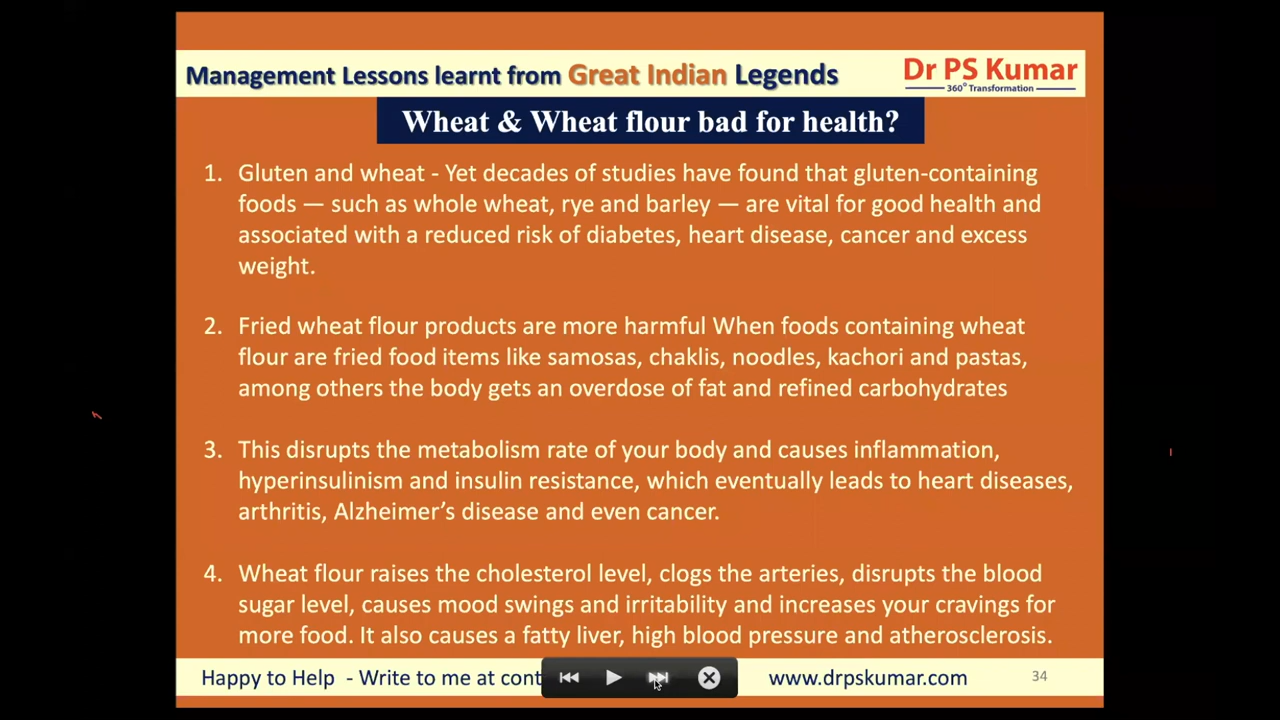 Management Lessons learnt from Great Indian Legends
Dr PS Kumar
360° Transformation
Wheat & Wheat flour bad for health?
1. Gluten and wheat - Yet decades of studies have found that gluten-containing
foods — such as whole wheat, rye and barley — are vital for good health and
associated with a reduced risk of diabetes, heart disease, cancer and excess
weight.
2. Fried wheat flour products are more harmful When foods containing wheat
flour are fried food items like samosas, chaklis, noodles, kachori and pastas,
among others the body gets an overdose of fat and refined carbohydrates
3. This disrupts the metabolism rate of your body and causes inflammation,
hyperinsulinism and insulin resistance, which eventually leads to heart diseases,
arthritis, Alzheimer's disease and even cancer.
4. Wheat flour raises the cholesterol level, clogs the arteries, disrupts the blood
sugar level, causes mood swings and irritability and increases your cravings for
more food. It also causes a fatty liver, high blood pressure and atherosclerosis.
Happy to Help - Write to me at cont
www.drpskumar.com
34